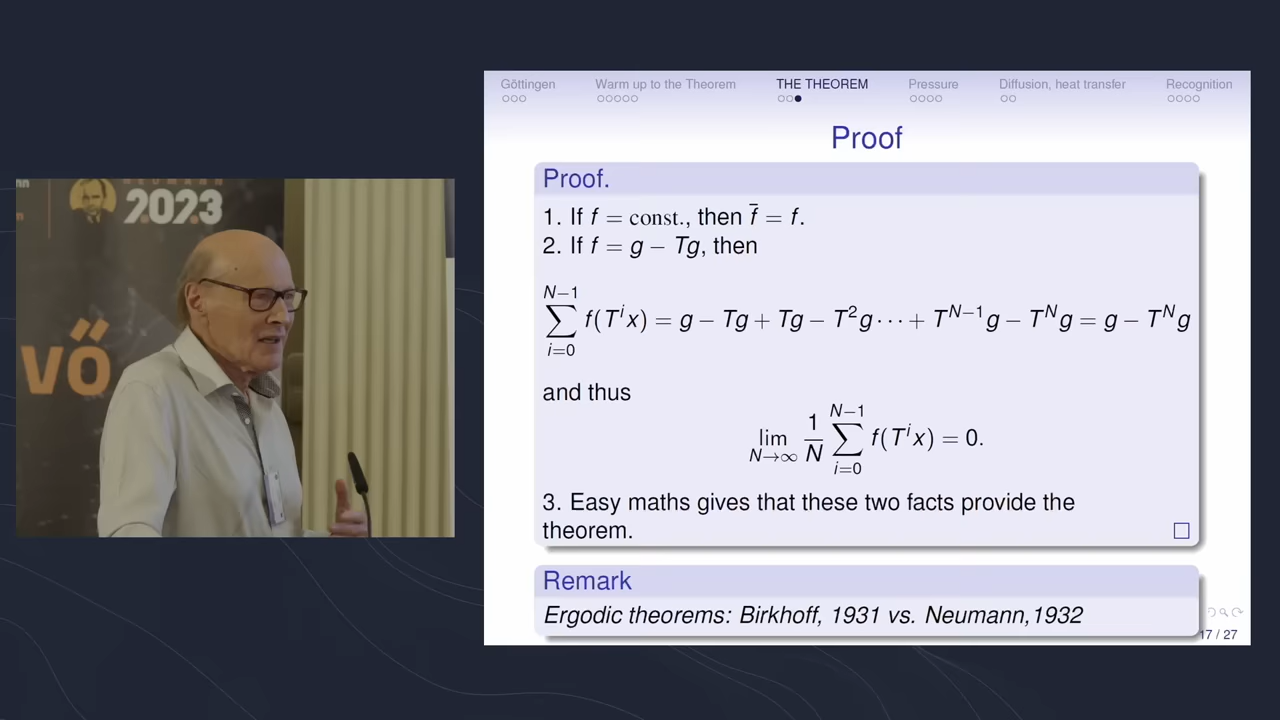 Göttingen Warm up to the Theorem THE THEOREM Pressure Diffusion, heat transfer Recognition
Proof
Proof.
1. If f = const., then f̄ = f.
2. If f = g − Tg, then
∑_{i=0}^{N−1} f(T^i x) = g − Tg + Tg − T²g ⋯ + T^{N−1}g − T^N g = g − T^N g
and thus
lim_{N→∞} 1/N ∑_{i=0}^{N−1} f(T^i x) = 0.
3. Easy maths gives that these two facts provide the
theorem.
Remark
Ergodic theorems: Birkhoff, 1931 vs. Neumann,1932
17 / 27
NEUMANN
2023
VŐ